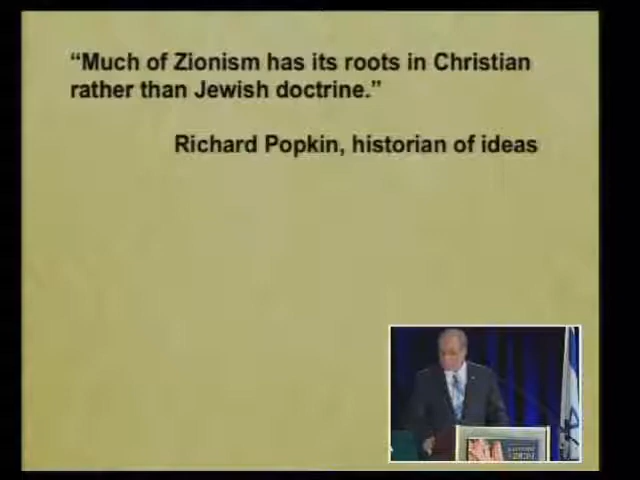 “Much of Zionism has its roots in Christian
rather than Jewish doctrine.”
Richard Popkin, historian of ideas